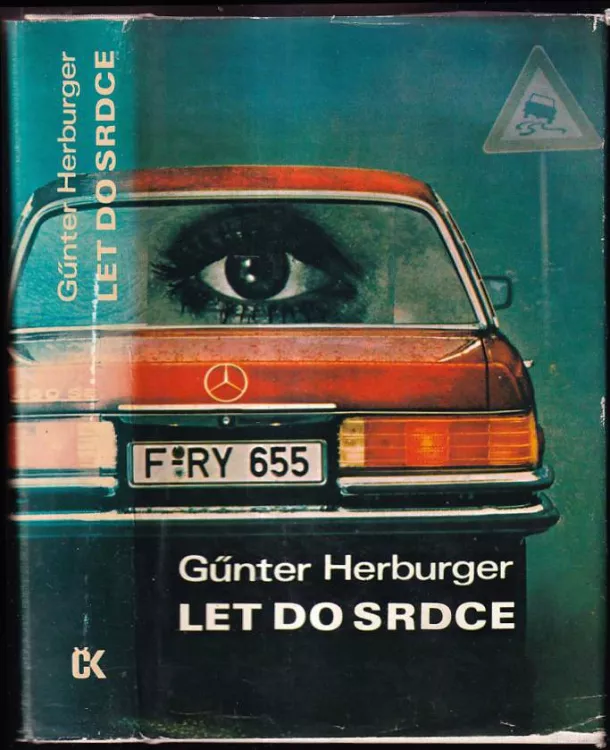 Gűnter Herburger
LET DO SRDCE
ČK
F RY 655
Gűnter Herburger
LET DO SRDCE